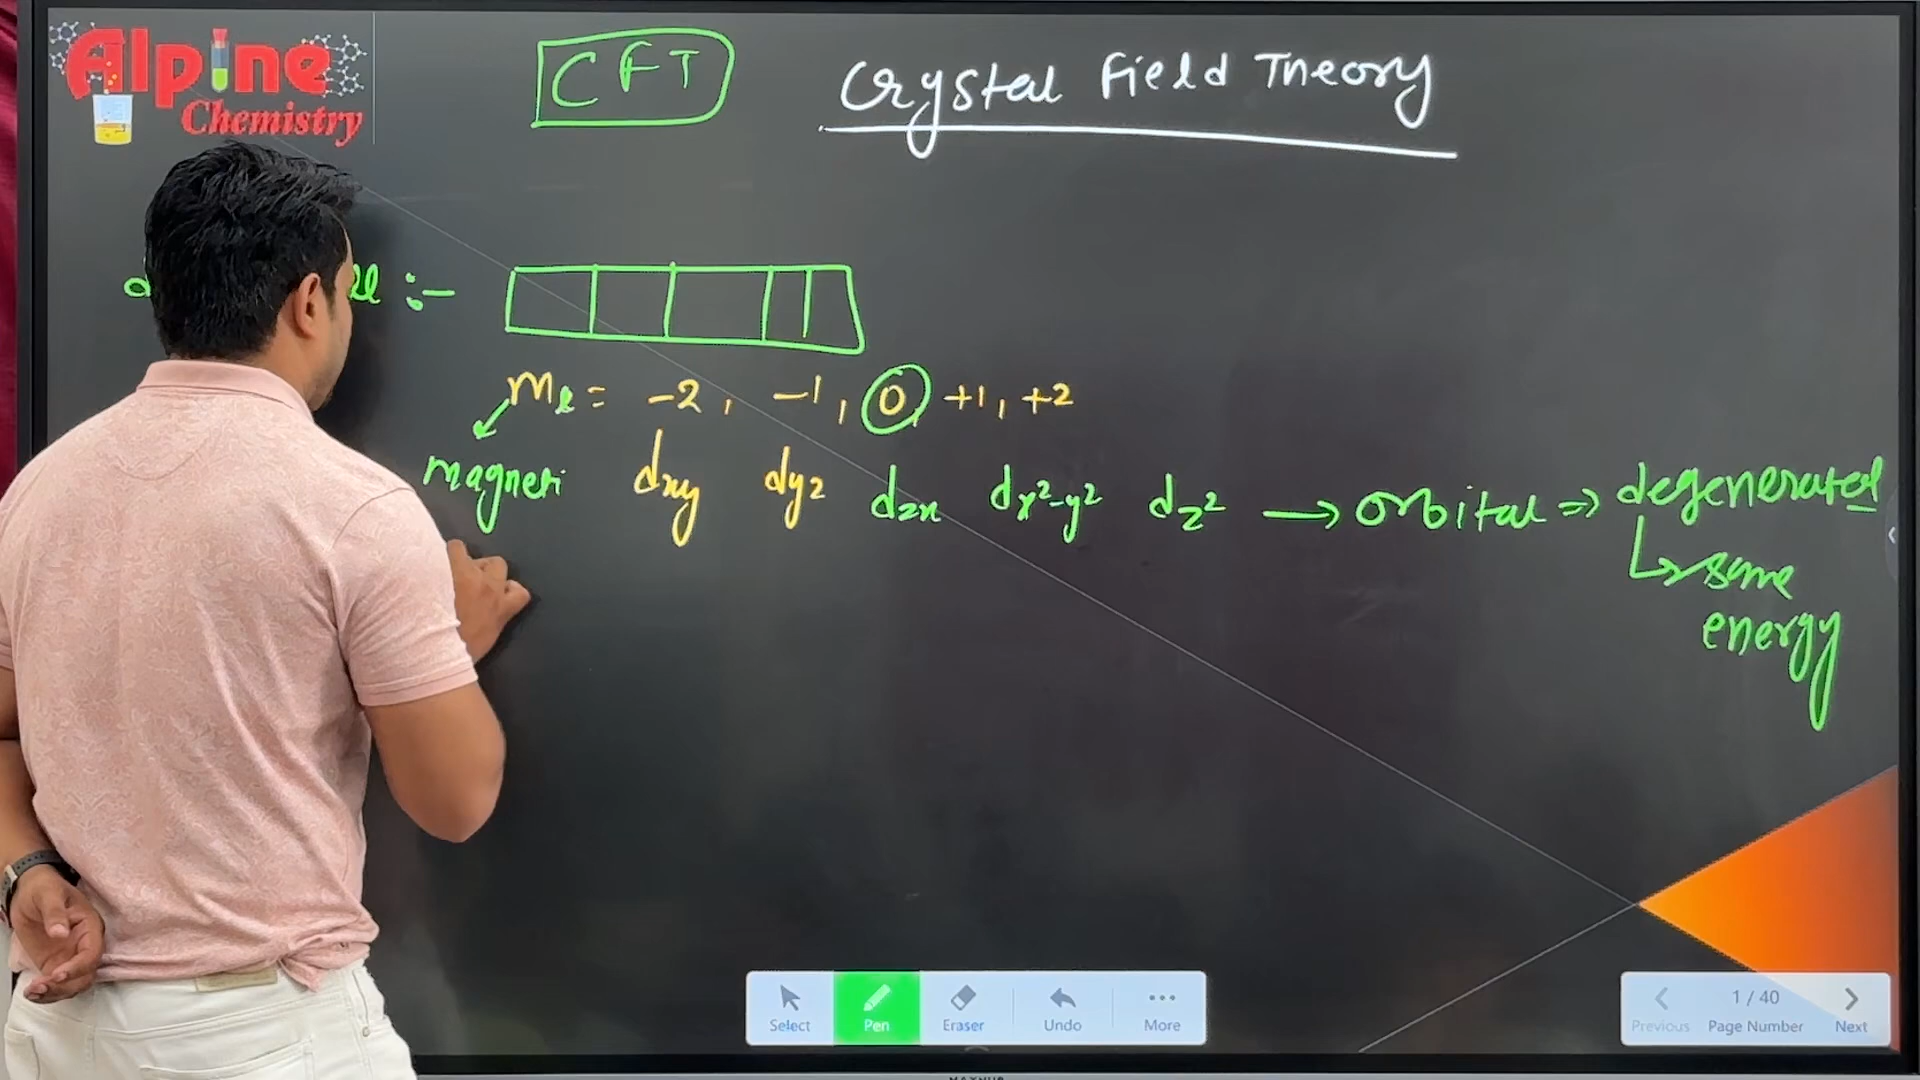 Alpine
Chemistry
CFT
Crystal Field Theory
:-
ml = -2, -1, 0 +1, +2
magneti dxy dyz dzx dx²-y² dz² → orbital ⇒ degenerated
↳ same
energy
Select Pen Eraser Undo More
1 / 40
Previous Page Number Next